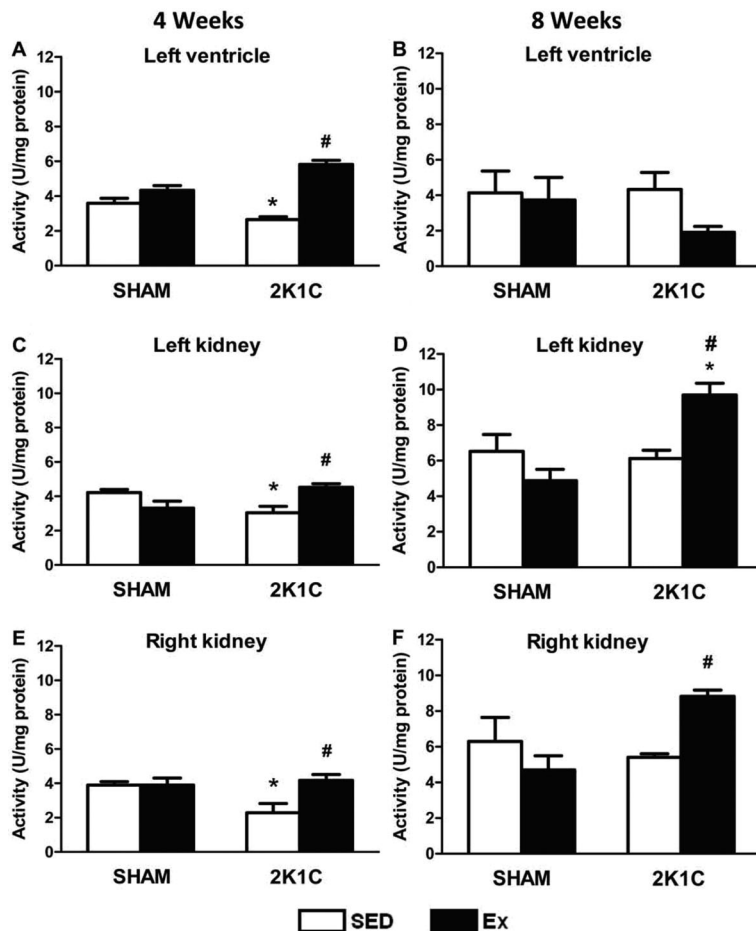 4 Weeks 8 Weeks
A Left ventricle
Activity (U/mg protein)
12
10
8
6
4
2
0
#
*
SHAM 2K1C
B Left ventricle
Activity (U/mg protein)
12
10
8
6
4
2
0
SHAM 2K1C
C Left kidney
Activity (U/mg protein)
12
10
8
6
4
2
0
#
*
SHAM 2K1C
D Left kidney
Activity (U/mg protein)
12
10
8
6
4
2
0
#
*
SHAM 2K1C
E Right kidney
Activity (U/mg protein)
12
10
8
6
4
2
0
#
*
SHAM 2K1C
F Right kidney
Activity (U/mg protein)
12
10
8
6
4
2
0
#
SHAM 2K1C
SED Ex